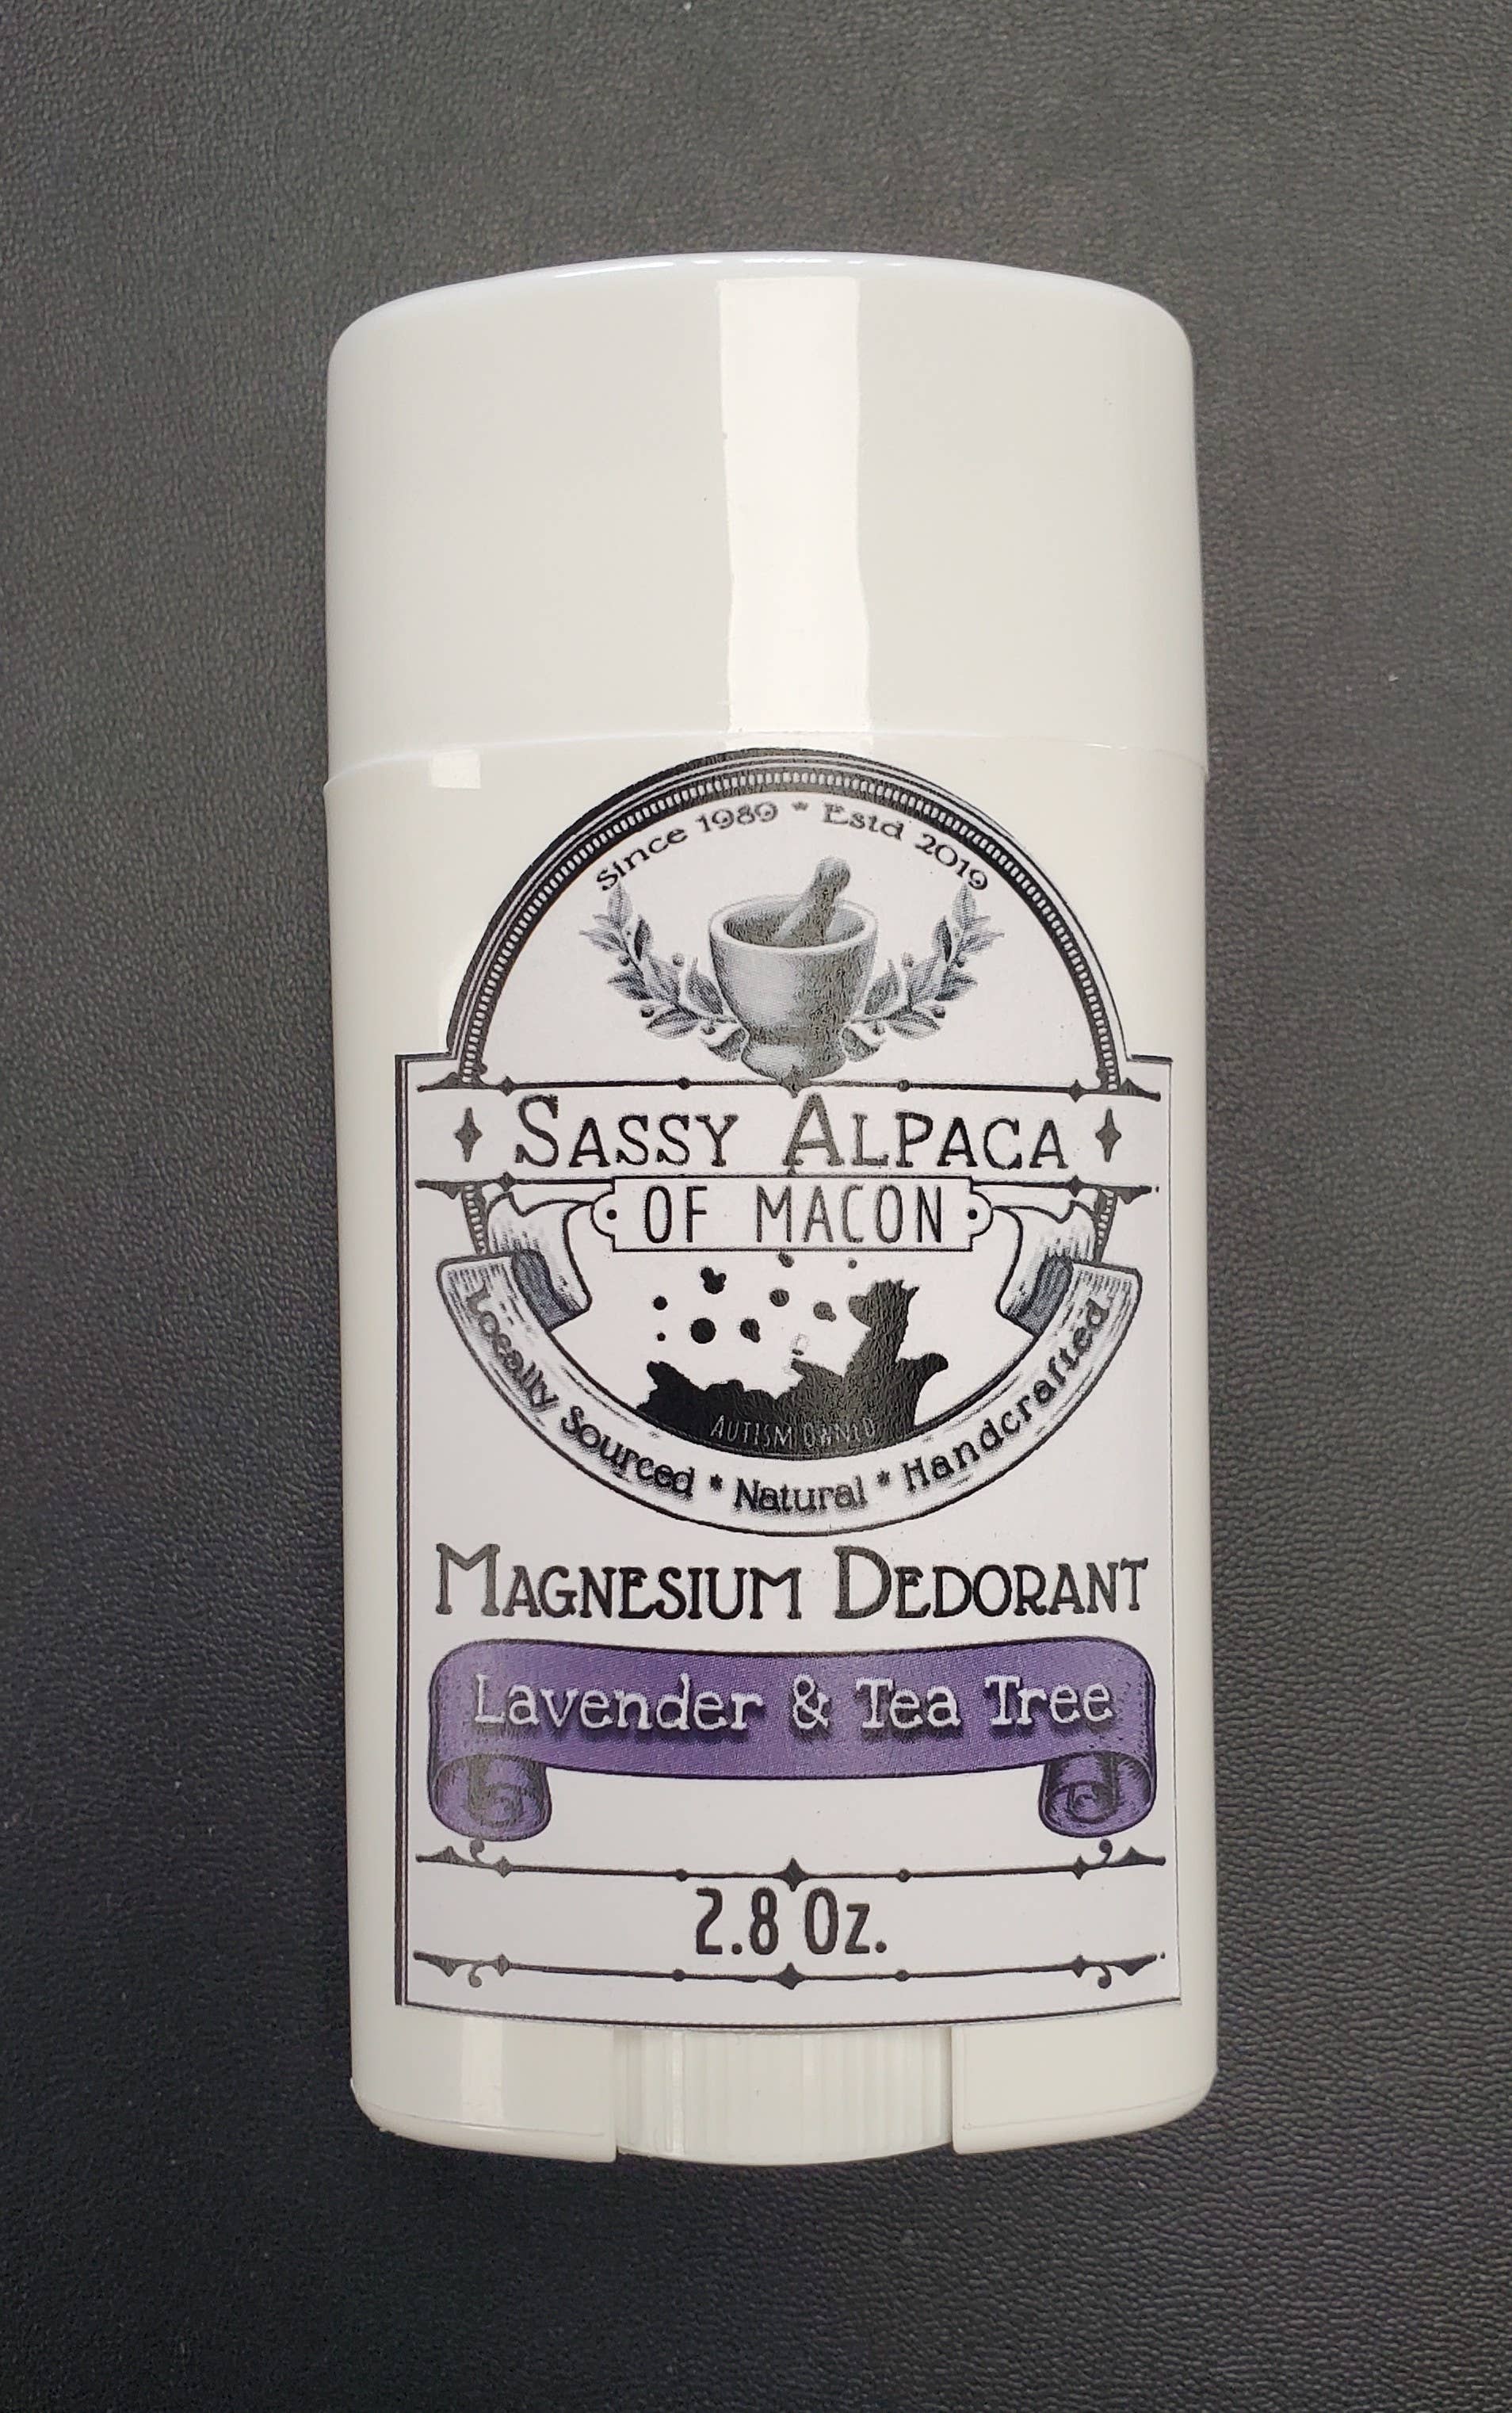 Since 1989 * Estd 2019
SASSY ALPACA
OF MACON
AUTISM OWNED
Locally Sourced * Natural * Handcrafted
MAGNESIUM DEDORANT
Lavender & Tea Tree
2.8 Oz.